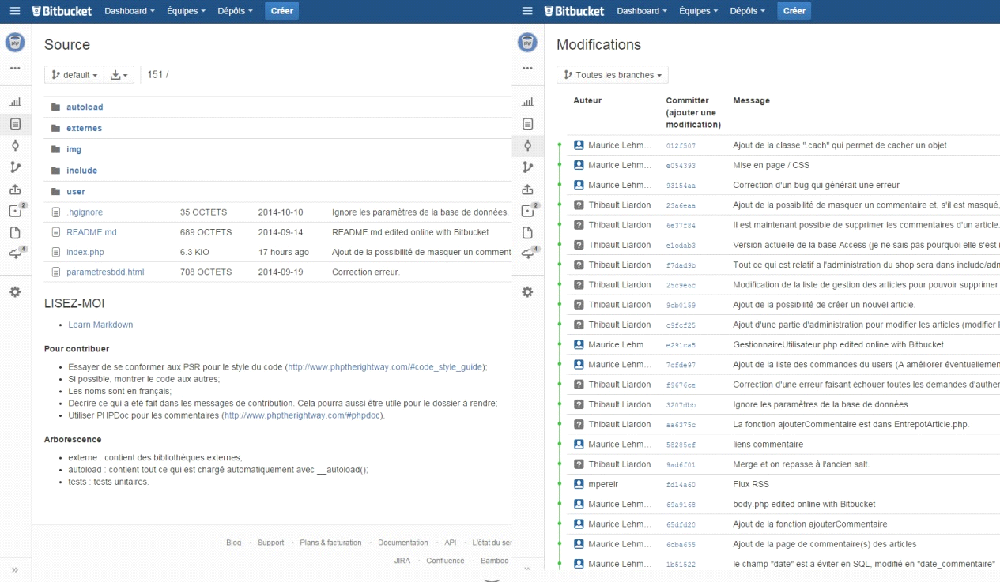 Bitbucket Dashboard Équipes Dépôts Créer
Source
default 151 /
autoload
externes
img
include
user
.hgignore 35 OCTETS 2014-10-10 Ignore les paramètres de la base de données.
README.md 689 OCTETS 2014-09-14 README.md edited online with Bitbucket
index.php 6.3 KIO 17 hours ago Ajout de la possibilité de masquer un comment
parametresbdd.html 708 OCTETS 2014-09-19 Correction erreur.
2
4
LISEZ-MOI
• Learn Markdown
Pour contribuer
• Essayer de se conformer aux PSR pour le style du code (http://www.phptherightway.com/#code_style_guide);
• Si possible, montrer le code aux autres;
• Les noms sont en français;
• Décrire ce qui a été fait dans les messages de contribution. Cela pourra aussi être utile pour le dossier à rendre;
• Utiliser PHPDoc pour les commentaires (http://www.phptherightway.com/#phpdoc).
Arborescence
• externe : contient des bibliothèques externes;
• autoload : contient tout ce qui est chargé automatiquement avec __autoload();
• tests : tests unitaires.
Blog · Support · Plans & facturation · Documentation · API · L'état du ser
JIRA · Confluence · Bamboo
Bitbucket Dashboard Équipes Dépôts Créer
Modifications
Toutes les branches
2
4
Auteur Committer (ajouter une modification) Message
Maurice Lehm... 012f507 Ajout de la classe ".cach" qui permet de cacher un objet
Maurice Lehm... e054393 Mise en page / CSS
Maurice Lehm... 93154aa Correction d'un bug qui générait une erreur
Thibault Liardon 23a6eaa Ajout de la possibilité de masquer un commentaire et, s'il est masqué,
Thibault Liardon 6e37f84 Il est maintenant possible de supprimer les commentaires d'un article.
Thibault Liardon e1cdab3 Version actuelle de la base Access (je ne sais pas pourquoi elle s'est
Thibault Liardon f7dad9b Tout ce qui est relatif a l'administration du shop sera dans include/adn
Thibault Liardon 25c9e6c Modification de la liste de gestion des articles pour pouvoir supprimer
Thibault Liardon 9cb0159 Ajout de la possibilité de créer un nouvel article.
Thibault Liardon c9fcf25 Ajout d'une partie d'administration pour modifier les articles (modifier l
Maurice Lehm... e291ca5 GestionnaireUtilisateur.php edited online with Bitbucket
Maurice Lehm... 7cfde97 Ajout de la liste des commandes du users (A améliorer éventuellemen
Thibault Liardon f9676ce Correction d'une erreur faisant échouer toutes les demandes d'auther
Thibault Liardon 3207dbb Ignore les paramètres de la base de données.
Thibault Liardon aa6375c La fonction ajouterCommentaire est dans EntrepotArticle.php.
Maurice Lehm... 58285ef liens commentaire
Thibault Liardon 9ad6f01 Merge et on repasse à l'ancien salt.
mpereir fd14a60 Flux RSS
Maurice Lehm... 69a9168 body.php edited online with Bitbucket
Maurice Lehm... 65dfd20 Ajout de la fonction ajouterCommentaire
Maurice Lehm... 6cba655 Ajout de la page de commentaire(s) des articles
Maurice Lehm... 1b51522 le champ "date" est a éviter en SQL, modifié en "date_commentaire"